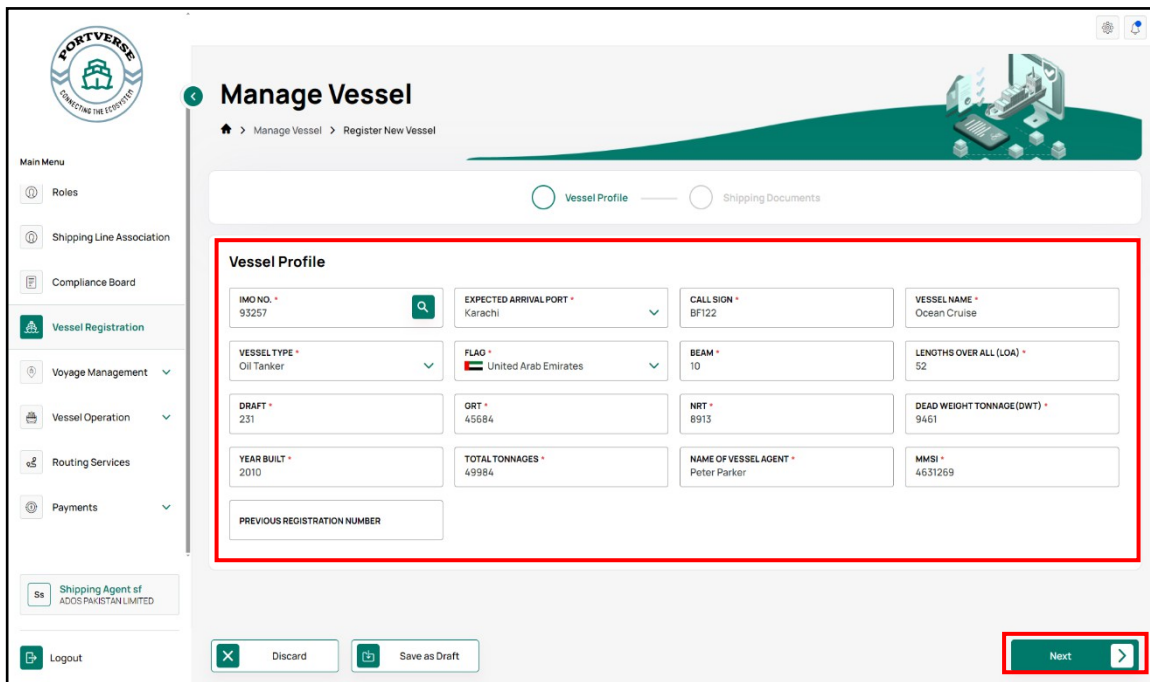 PORTVERSE
CONNECTING THE ECOSYSTEM
Manage Vessel
Manage Vessel > Register New Vessel
Main Menu
Roles
Shipping Line Association
Compliance Board
Vessel Registration
Voyage Management
Vessel Operation
Routing Services
Payments
Ss
Shipping Agent sf
ADOS PAKISTAN LIMITED
Logout
Vessel Profile
Shipping Documents
Vessel Profile
IMO NO. *
93257
EXPECTED ARRIVAL PORT *
Karachi
CALL SIGN *
BF122
VESSEL NAME *
Ocean Cruise
VESSEL TYPE *
Oil Tanker
FLAG *
United Arab Emirates
BEAM *
10
LENGTHS OVER ALL (LOA) *
52
DRAFT *
231
GRT *
45684
NRT *
8913
DEAD WEIGHT TONNAGE(DWT) *
9461
YEAR BUILT *
2010
TOTAL TONNAGES *
49984
NAME OF VESSEL AGENT *
Peter Parker
MMSI *
4631269
PREVIOUS REGISTRATION NUMBER
Discard
Save as Draft
Next